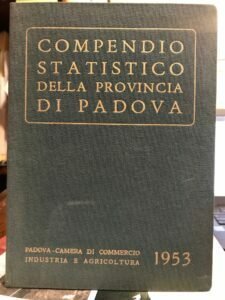 COMPENDIO
STATISTICO
DELLA PROVINCIA
DI PADOVA
PADOVA - CAMERA DI COMMERCIO
INDUSTRIA E AGRICOLTURA 1953